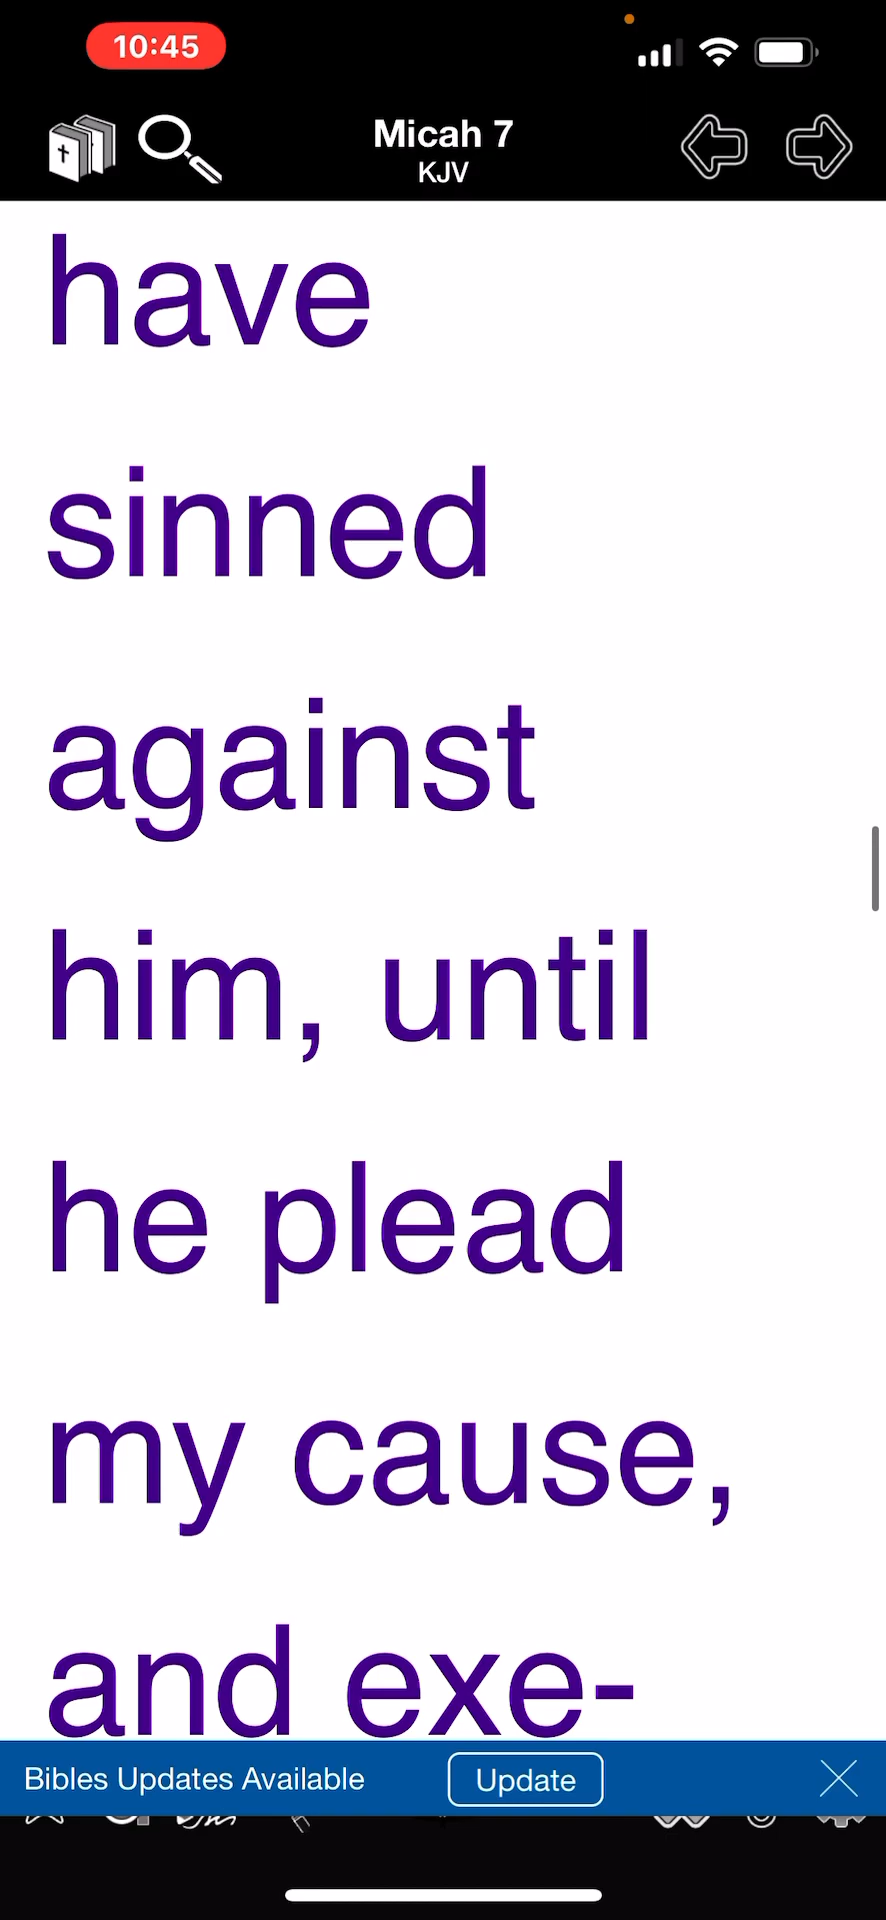 10:45
Micah 7
KJV
have
sinned
against
him, until
he plead
my cause,
and exe-
Bibles Updates Available
Update